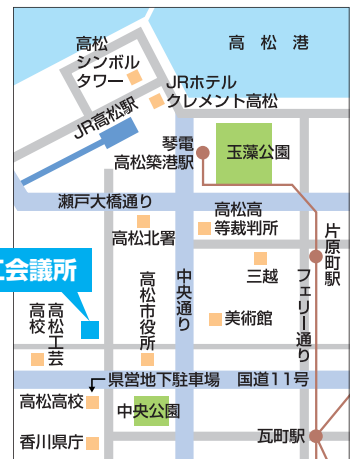 高松港
高松
シンボル
タワー
JRホテル
クレメント高松
JR高松駅
琴電
高松築港駅
玉藻公園
瀬戸大橋通り
高松北署
高松高
等裁判所
片原町駅
工会議所
三越
中央通り
フェリー通り
高松市役所
美術館
高松工芸
高校
県営地下駐車場
国道11号
高松高校
中央公園
瓦町駅
香川県庁